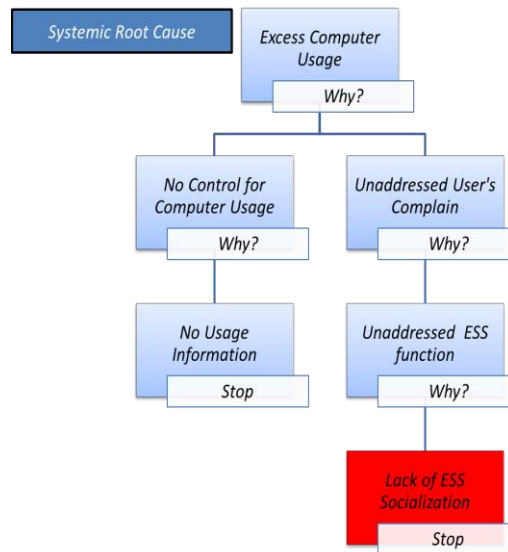 Systemic Root Cause
Excess Computer
Usage
Why?
No Control for
Computer Usage
Why?
Unaddressed User's
Complain
Why?
No Usage
Information
Stop
Unaddressed ESS
function
Why?
Lack of ESS
Socialization
Stop